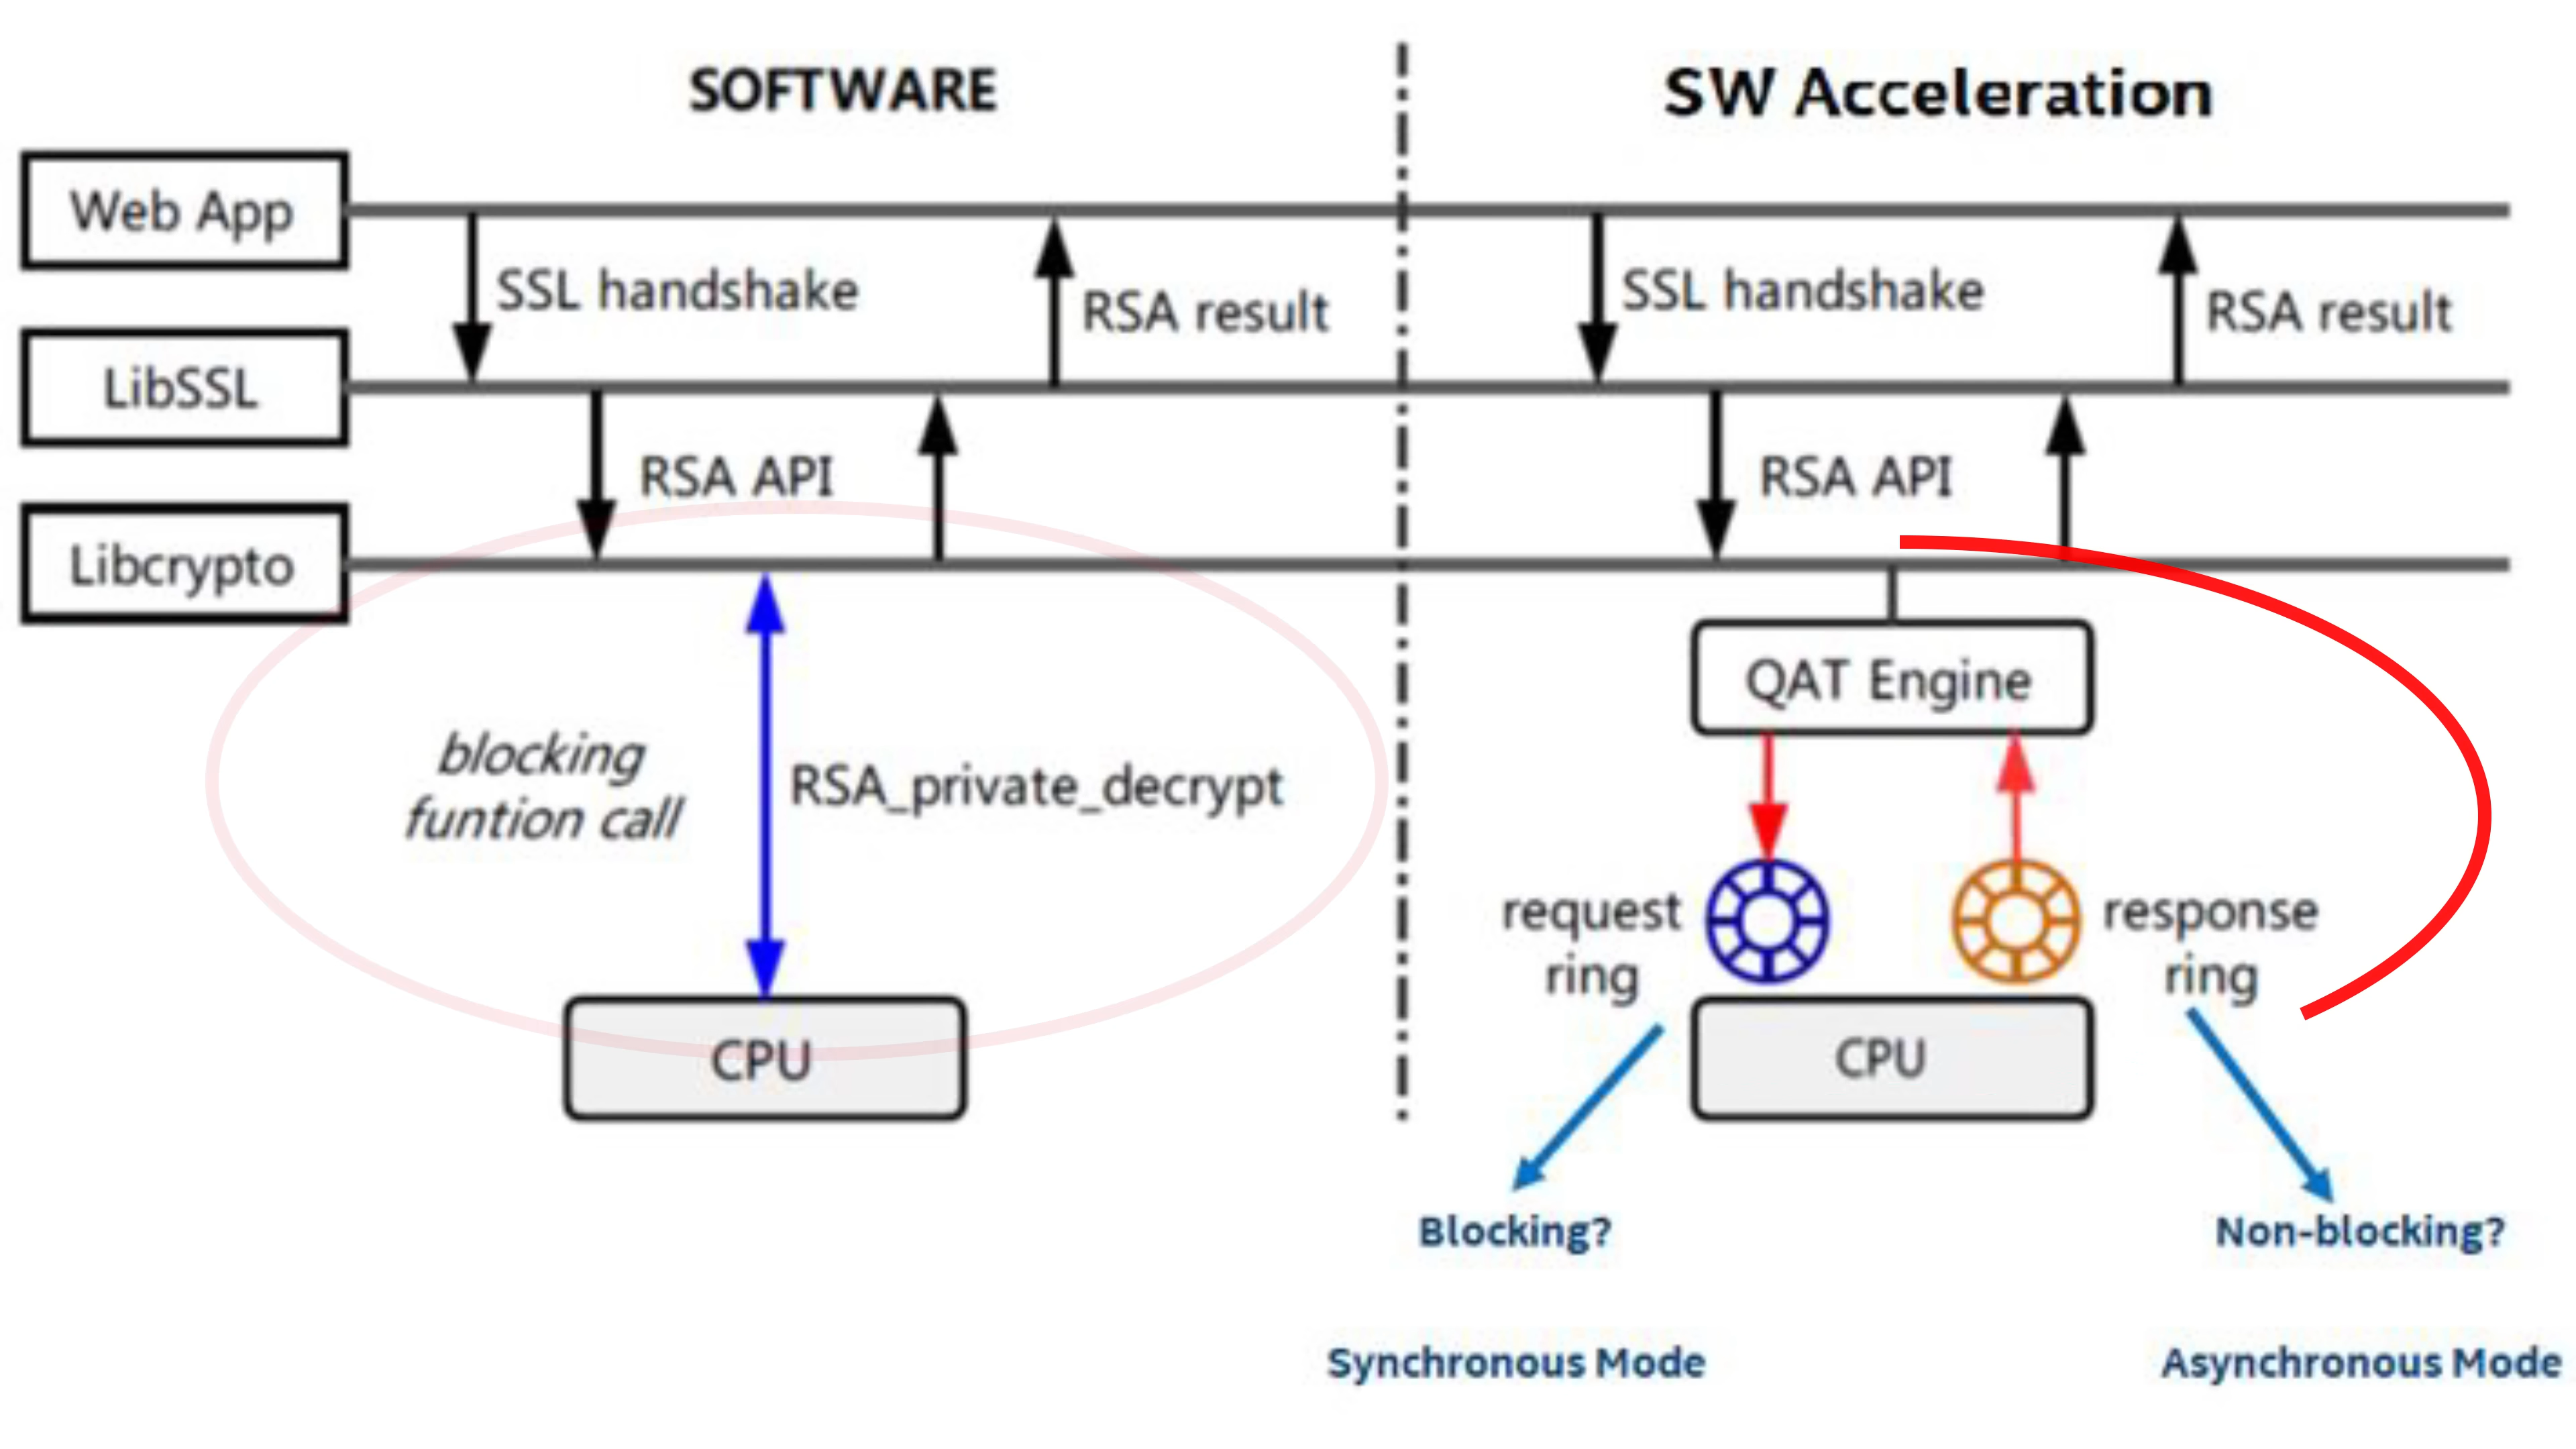 SOFTWARE
SW Acceleration
Web App
SSL handshake
RSA result
SSL handshake
RSA result
LibSSL
RSA API
RSA API
Libcrypto
QAT Engine
blocking
funtion call
RSA_private_decrypt
request
ring
response
ring
CPU
CPU
Blocking?
Non-blocking?
Synchronous Mode
Asynchronous Mode